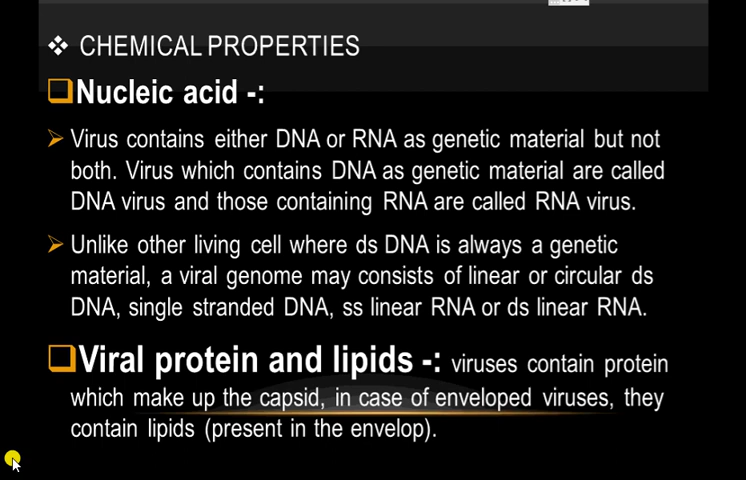 ❖ CHEMICAL PROPERTIES
❑Nucleic acid -:
➢ Virus contains either DNA or RNA as genetic material but not
both. Virus which contains DNA as genetic material are called
DNA virus and those containing RNA are called RNA virus.
➢ Unlike other living cell where ds DNA is always a genetic
material, a viral genome may consists of linear or circular ds
DNA, single stranded DNA, ss linear RNA or ds linear RNA.
❑Viral protein and lipids -: viruses contain protein
which make up the capsid, in case of enveloped viruses, they
contain lipids (present in the envelop).